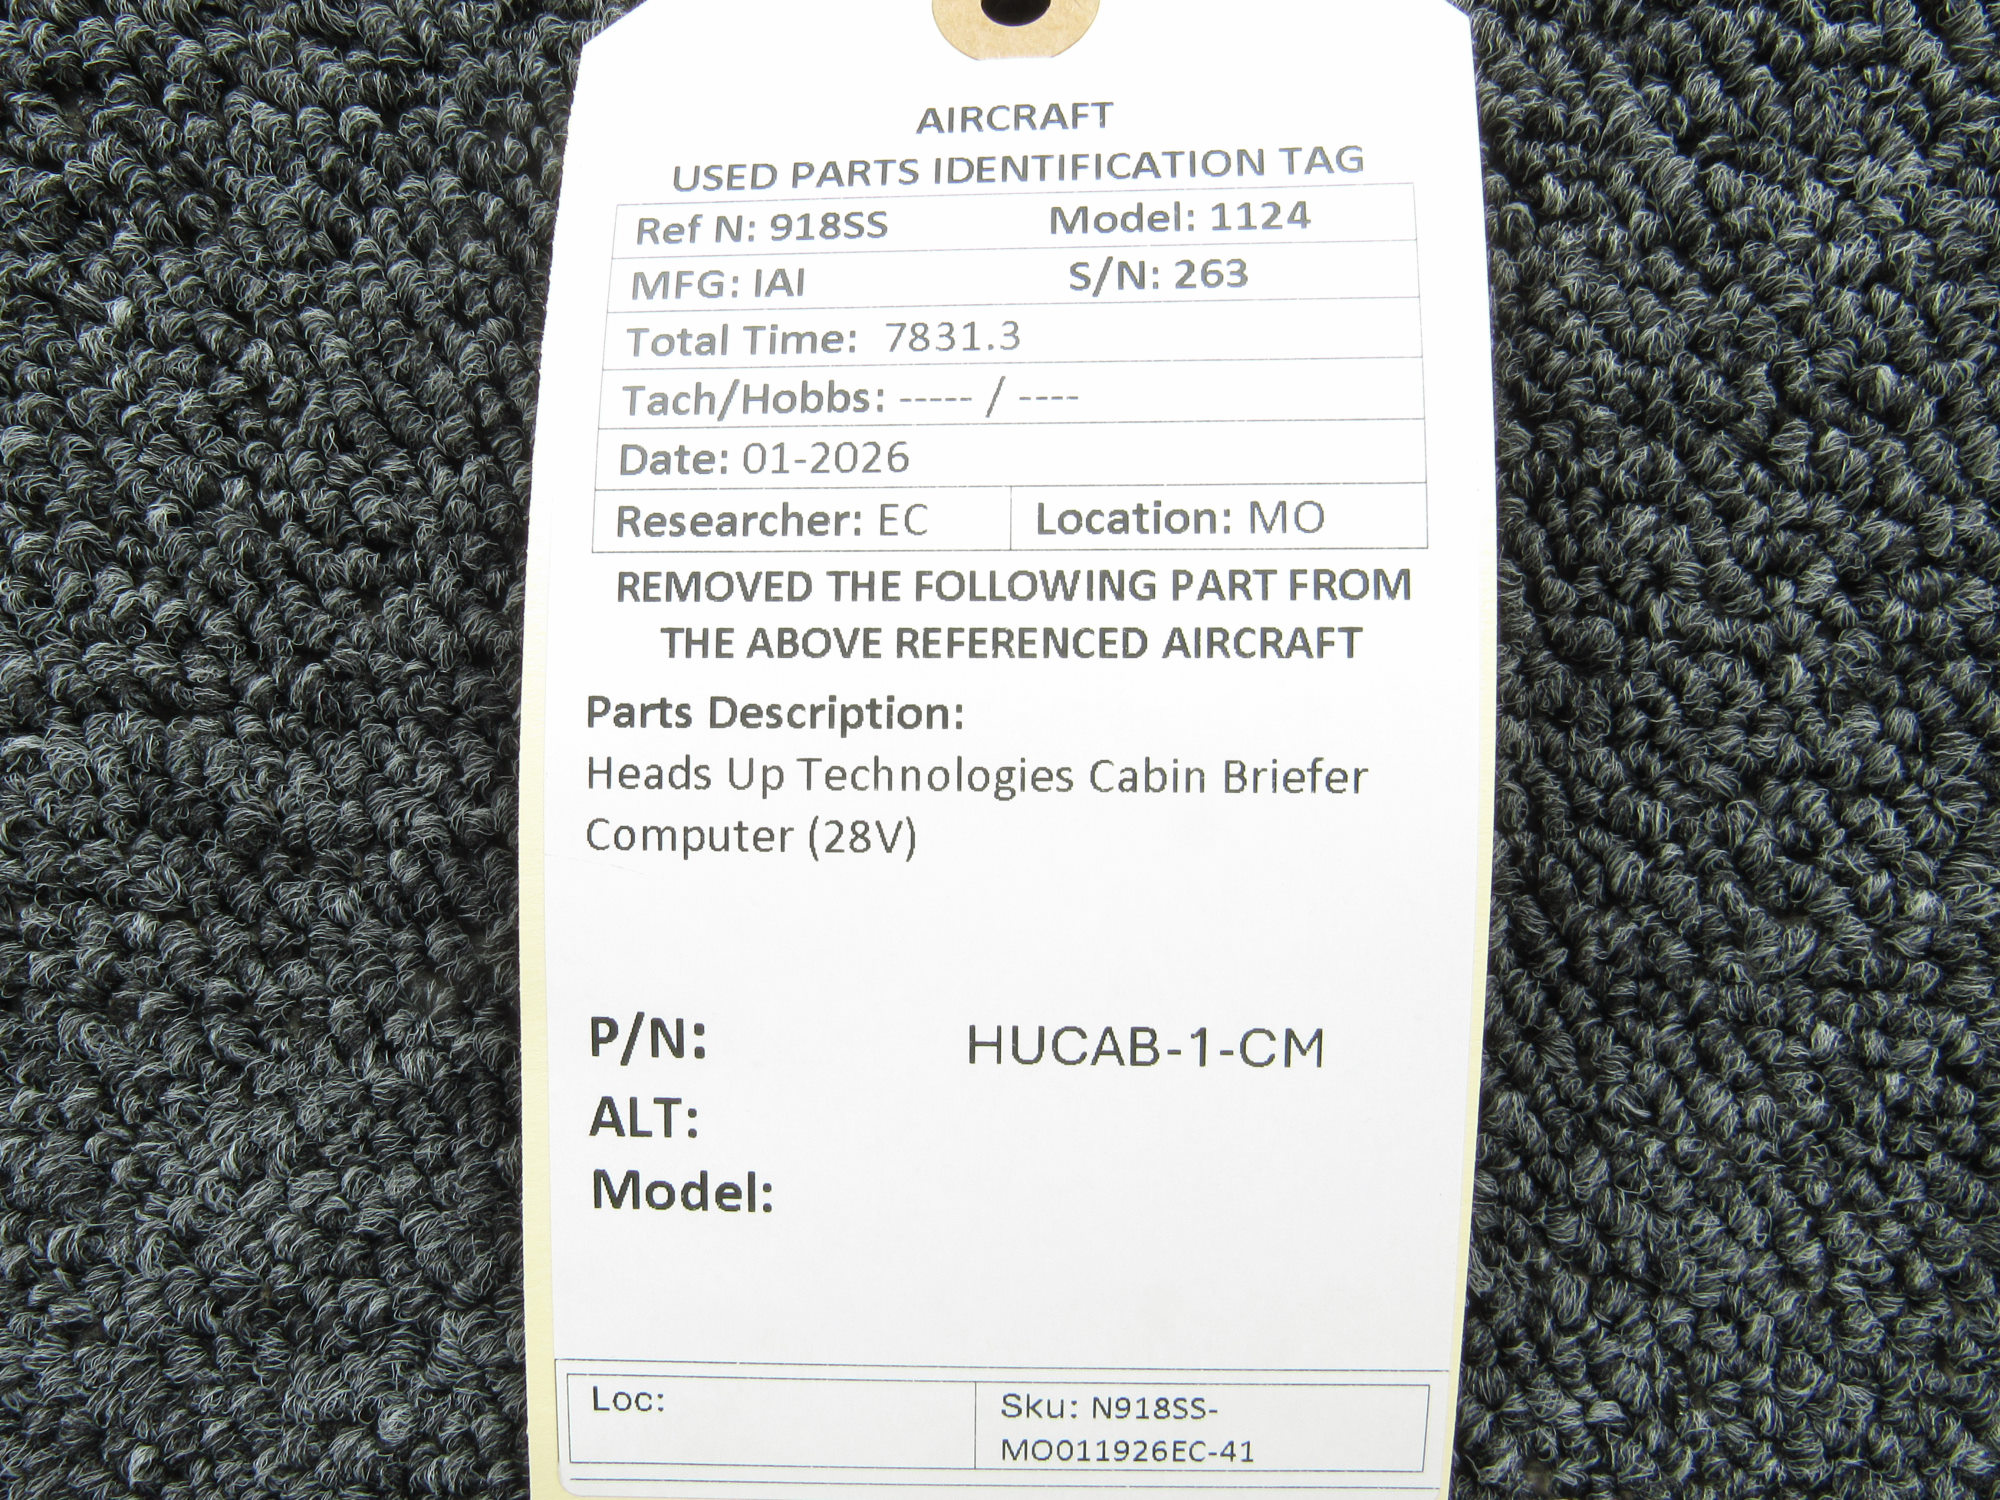 AIRCRAFT
USED PARTS IDENTIFICATION TAG
Ref N: 918SS Model: 1124
MFG: IAI S/N: 263
Total Time: 7831.3
Tach/Hobbs: ----- / ----
Date: 01-2026
Researcher: EC Location: MO
REMOVED THE FOLLOWING PART FROM
THE ABOVE REFERENCED AIRCRAFT
Parts Description:
Heads Up Technologies Cabin Briefer
Computer (28V)
P/N: HUCAB-1-CM
ALT:
Model:
Loc:
Sku: N918SS-
MO011926EC-41